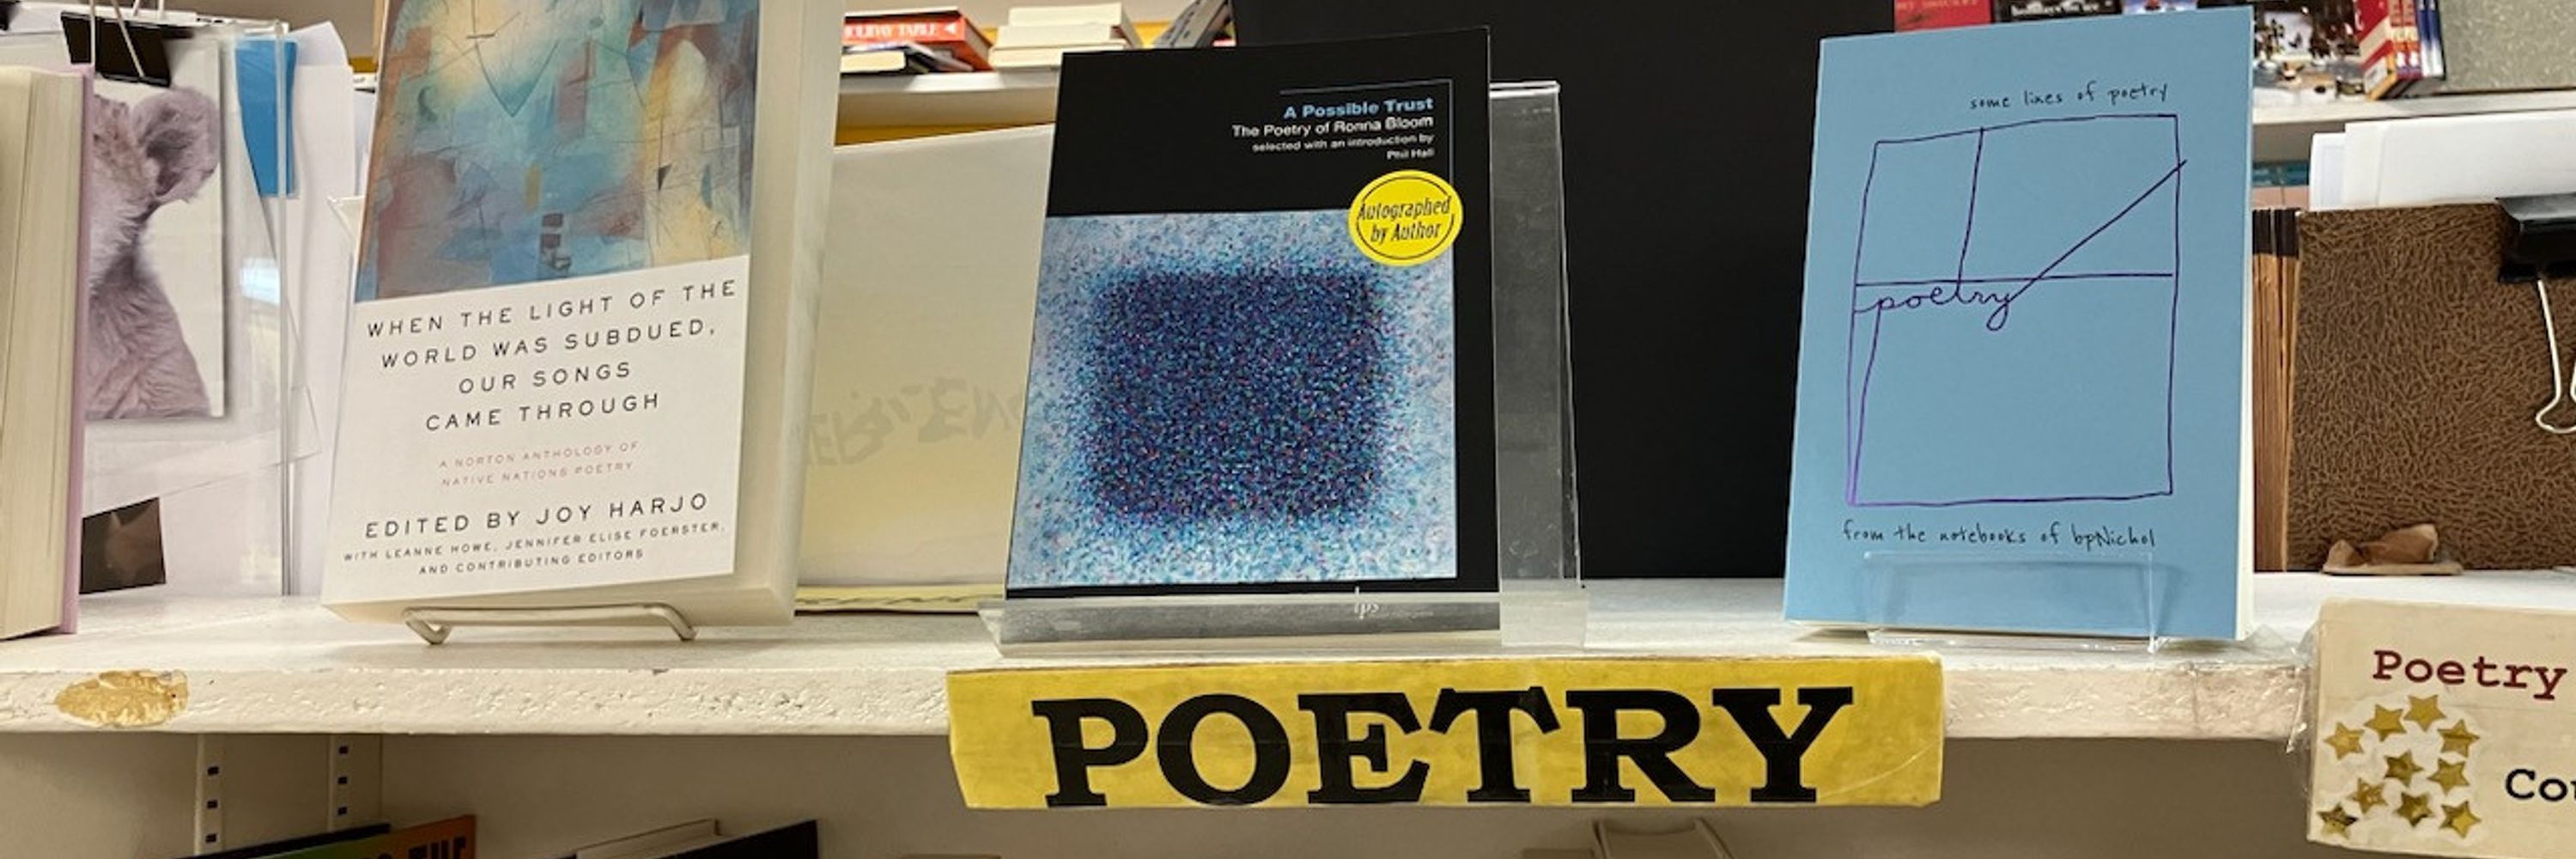 HOLIDAY TABLE
WHEN THE LIGHT OF THE
WORLD WAS SUBDUED,
OUR SONGS
CAME THROUGH
A NORTON ANTHOLOGY OF
NATIVE NATIONS POETRY
EDITED BY JOY HARJO
WITH LEANNE HOWE, JENNIFER ELISE FOERSTER,
AND CONTRIBUTING EDITORS
A Possible Trust
The Poetry of Ronna Bloom
selected with an introduction by
Phil Hall
Autographed
by Author
lps
some lines of poetry
poetry
from the notebooks of bpNichol
POETRY
Poetry